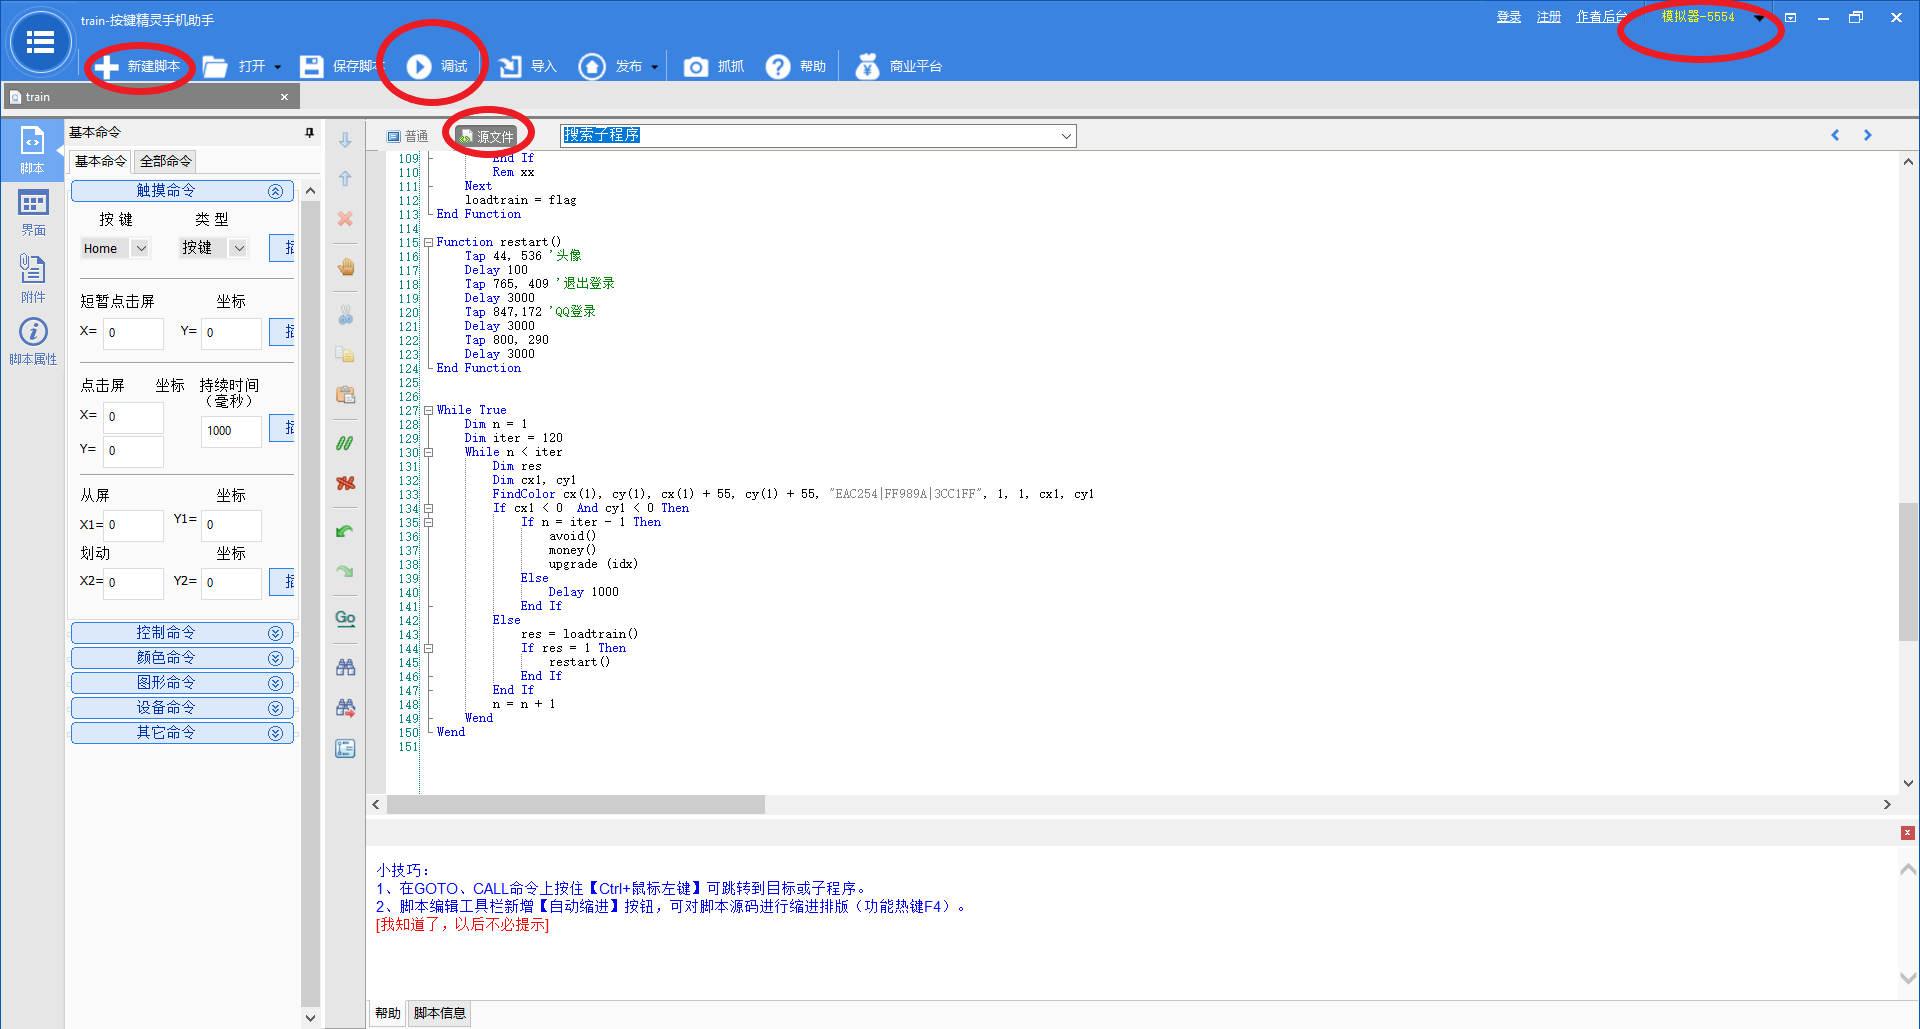 train-按键精灵手机助手
登录 注册 作者后台 模拟器-5554
新建脚本 打开 保存脚本 调试 导入 发布 抓抓 帮助 商业平台
train
脚本
界面
附件
脚本属性
基本命令
基本命令 全部命令
触摸命令
按 键 类 型
Home 按键
短暂点击屏 坐标
X= 0 Y= 0
点击屏 坐标 持续时间
（毫秒）
X= 0
1000
Y= 0
从屏 坐标
X1= 0 Y1= 0
划动 坐标
X2= 0 Y2= 0
控制命令
颜色命令
图形命令
设备命令
其它命令
Go
普通 源文件 搜索子程序
109 End If
110 Rem xx
111 Next
112 loadtrain = flag
113 End Function
114
115 Function restart()
116 Tap 44, 536 '头像
117 Delay 100
118 Tap 765, 409 '退出登录
119 Delay 3000
120 Tap 847,172 'QQ登录
121 Delay 3000
122 Tap 800, 290
123 Delay 3000
124 End Function
125
126
127 While True
128 Dim n = 1
129 Dim iter = 120
130 While n < iter
131 Dim res
132 Dim cx1, cy1
133 FindColor cx(1), cy(1), cx(1) + 55, cy(1) + 55, "EAC254|FF989A|3CC1FF", 1, 1, cx1, cy1
134 If cx1 < 0  And cy1 < 0 Then
135 If n = iter - 1 Then
136 avoid()
137 money()
138 upgrade (idx)
139 Else
140 Delay 1000
141 End If
142 Else
143 res = loadtrain()
144 If res = 1 Then
145 restart()
146 End If
147 End If
148 n = n + 1
149 Wend
150 Wend
151
小技巧：
1、在GOTO、CALL命令上按住【Ctrl+鼠标左键】可跳转到目标或子程序。
2、脚本编辑工具栏新增【自动缩进】按钮，可对脚本源码进行缩进排版（功能热键F4）。
[我知道了，以后不必提示]
帮助 脚本信息